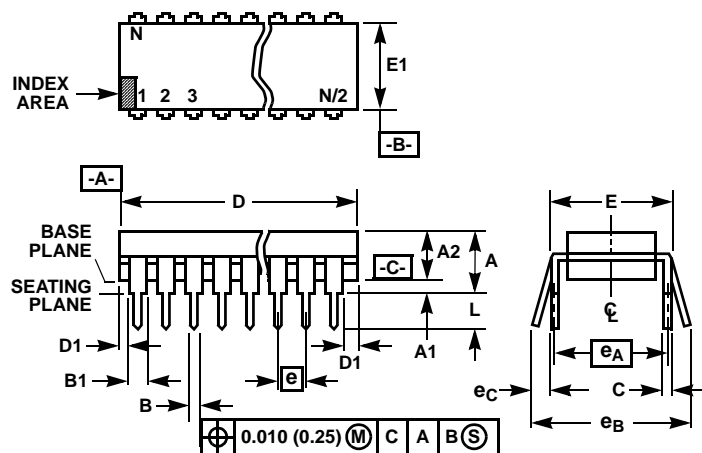 N
E1
INDEX
AREA
1 2 3 N/2
-B-
-A-
D
E
BASE
PLANE
A2
A
-C-
SEATING
PLANE
L
C
L
D1
A1
D1
eA
B1
e
eC
C
B
eB
0.010 (0.25) M C A B S